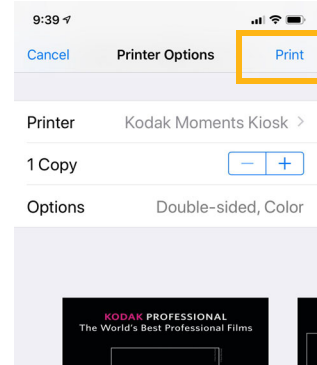 9:39
Cancel Printer Options Print
Printer Kodak Moments Kiosk >
1 Copy − +
Options Double-sided, Color
KODAK PROFESSIONAL
The World's Best Professional Films